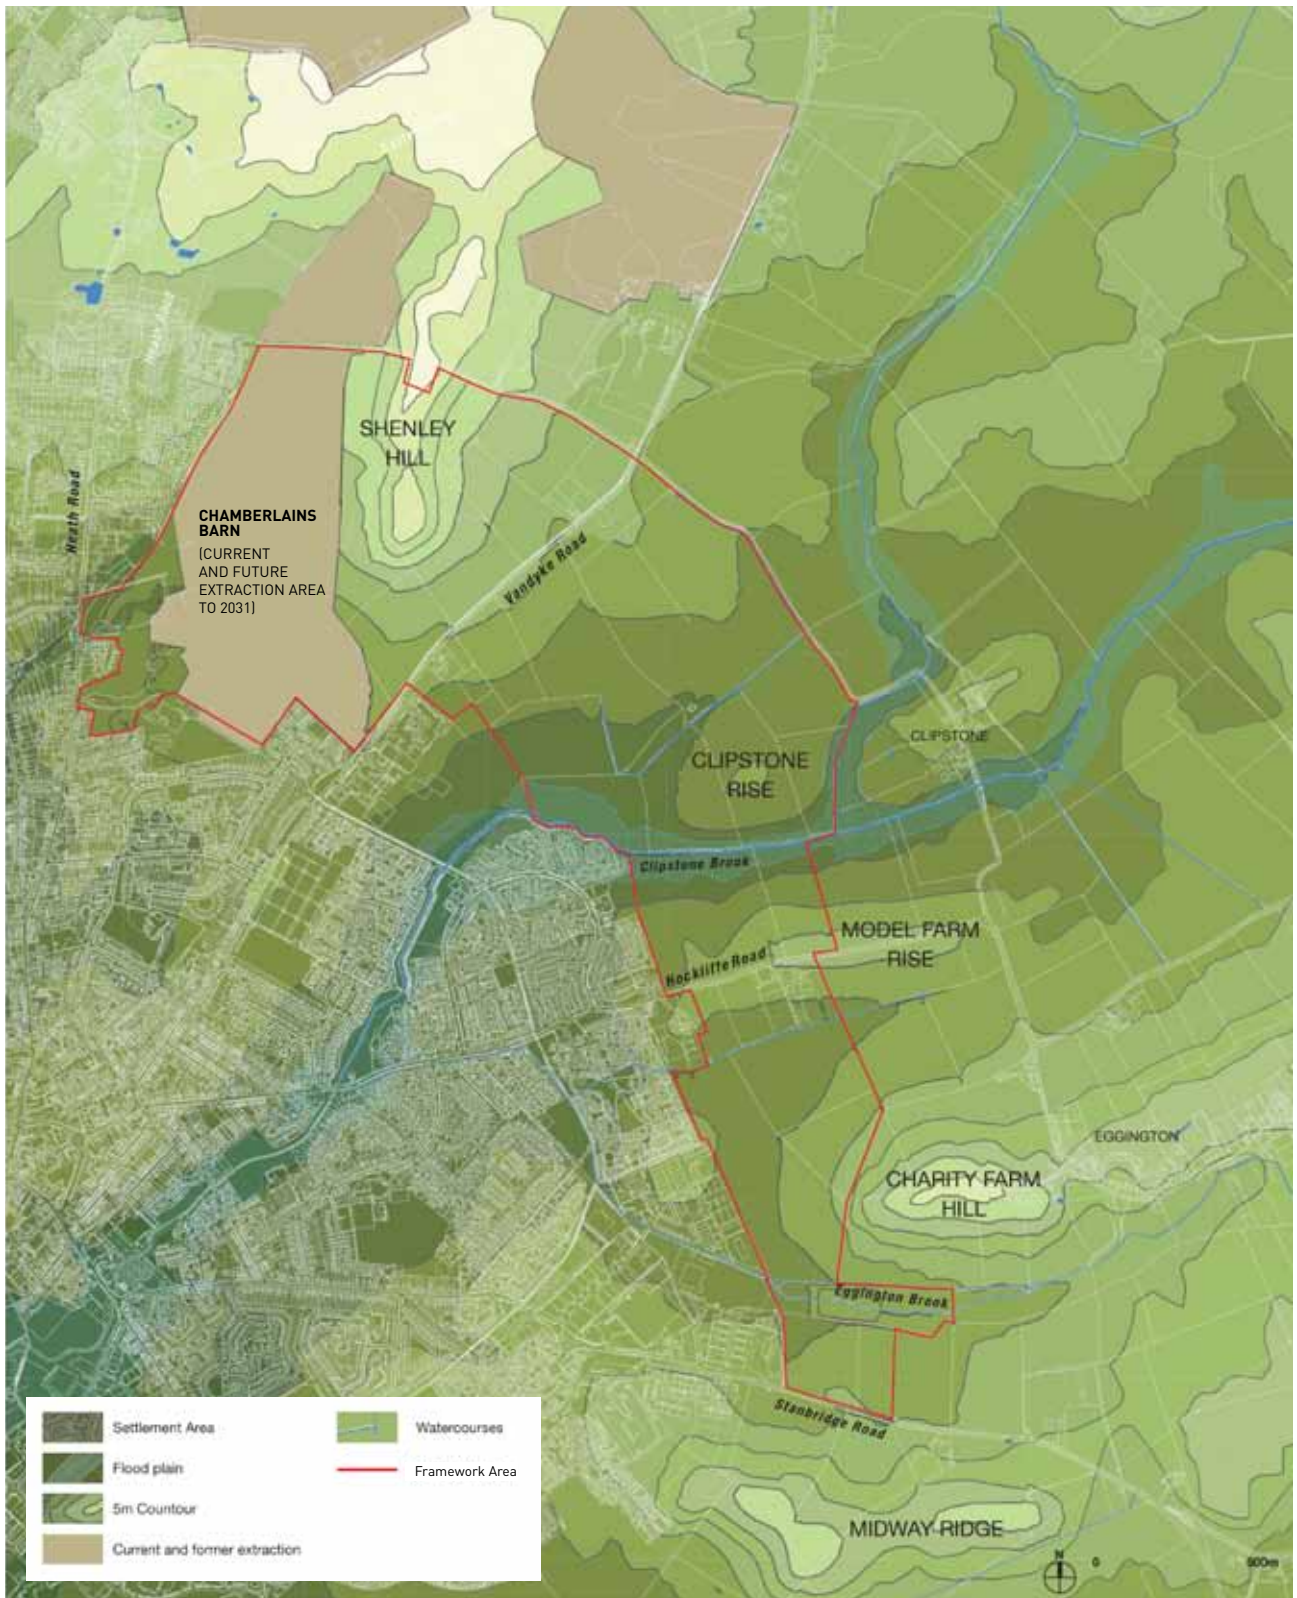 SHENLEY
HILL
Heath Road
CHAMBERLAINS
BARN
(CURRENT
AND FUTURE
EXTRACTION AREA
TO 2031)
Vandyke Road
CLIPSTONE
CLIPSTONE
RISE
Clipstone Brook
MODEL FARM
RISE
Hockliffe Road
EGGINGTON
CHARITY FARM
HILL
Eggington Brook
Stanbridge Road
Settlement Area
Watercourses
Flood plain
Framework Area
5m Countour
Current and former extraction
MIDWAY RIDGE
N
0